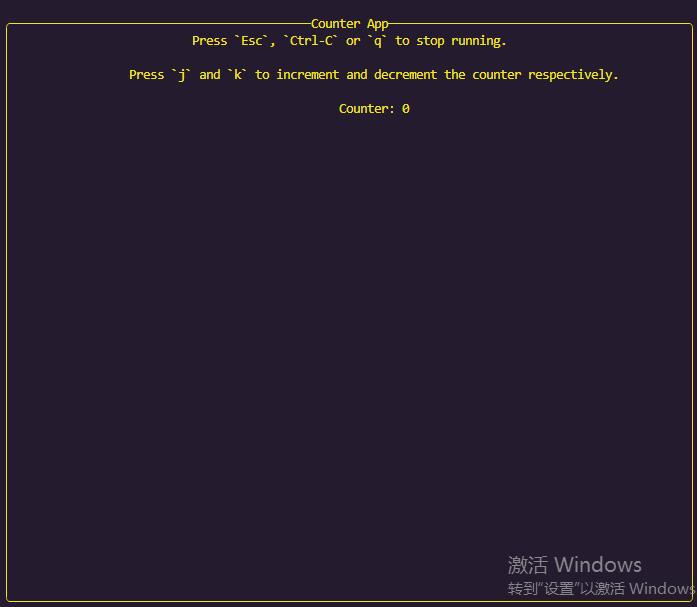 Counter App
Press `Esc`, `Ctrl-C` or `q` to stop running.
Press `j` and `k` to increment and decrement the counter respectively.
Counter: 0
激活 Windows
转到"设置"以激活 Windows